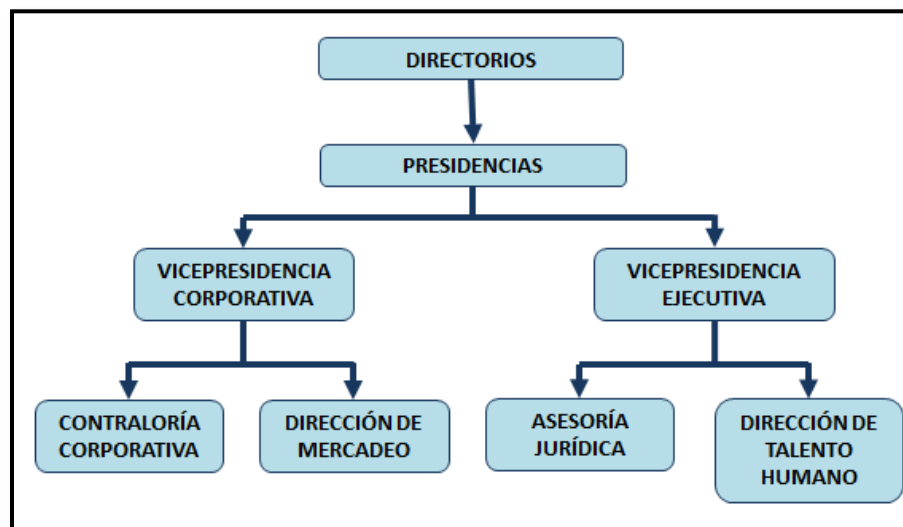 DIRECTORIOS
PRESIDENCIAS
VICEPRESIDENCIA
CORPORATIVA
VICEPRESIDENCIA
EJECUTIVA
CONTRALORÍA
CORPORATIVA
DIRECCIÓN DE
MERCADEO
ASESORÍA
JURÍDICA
DIRECCIÓN DE
TALENTO
HUMANO